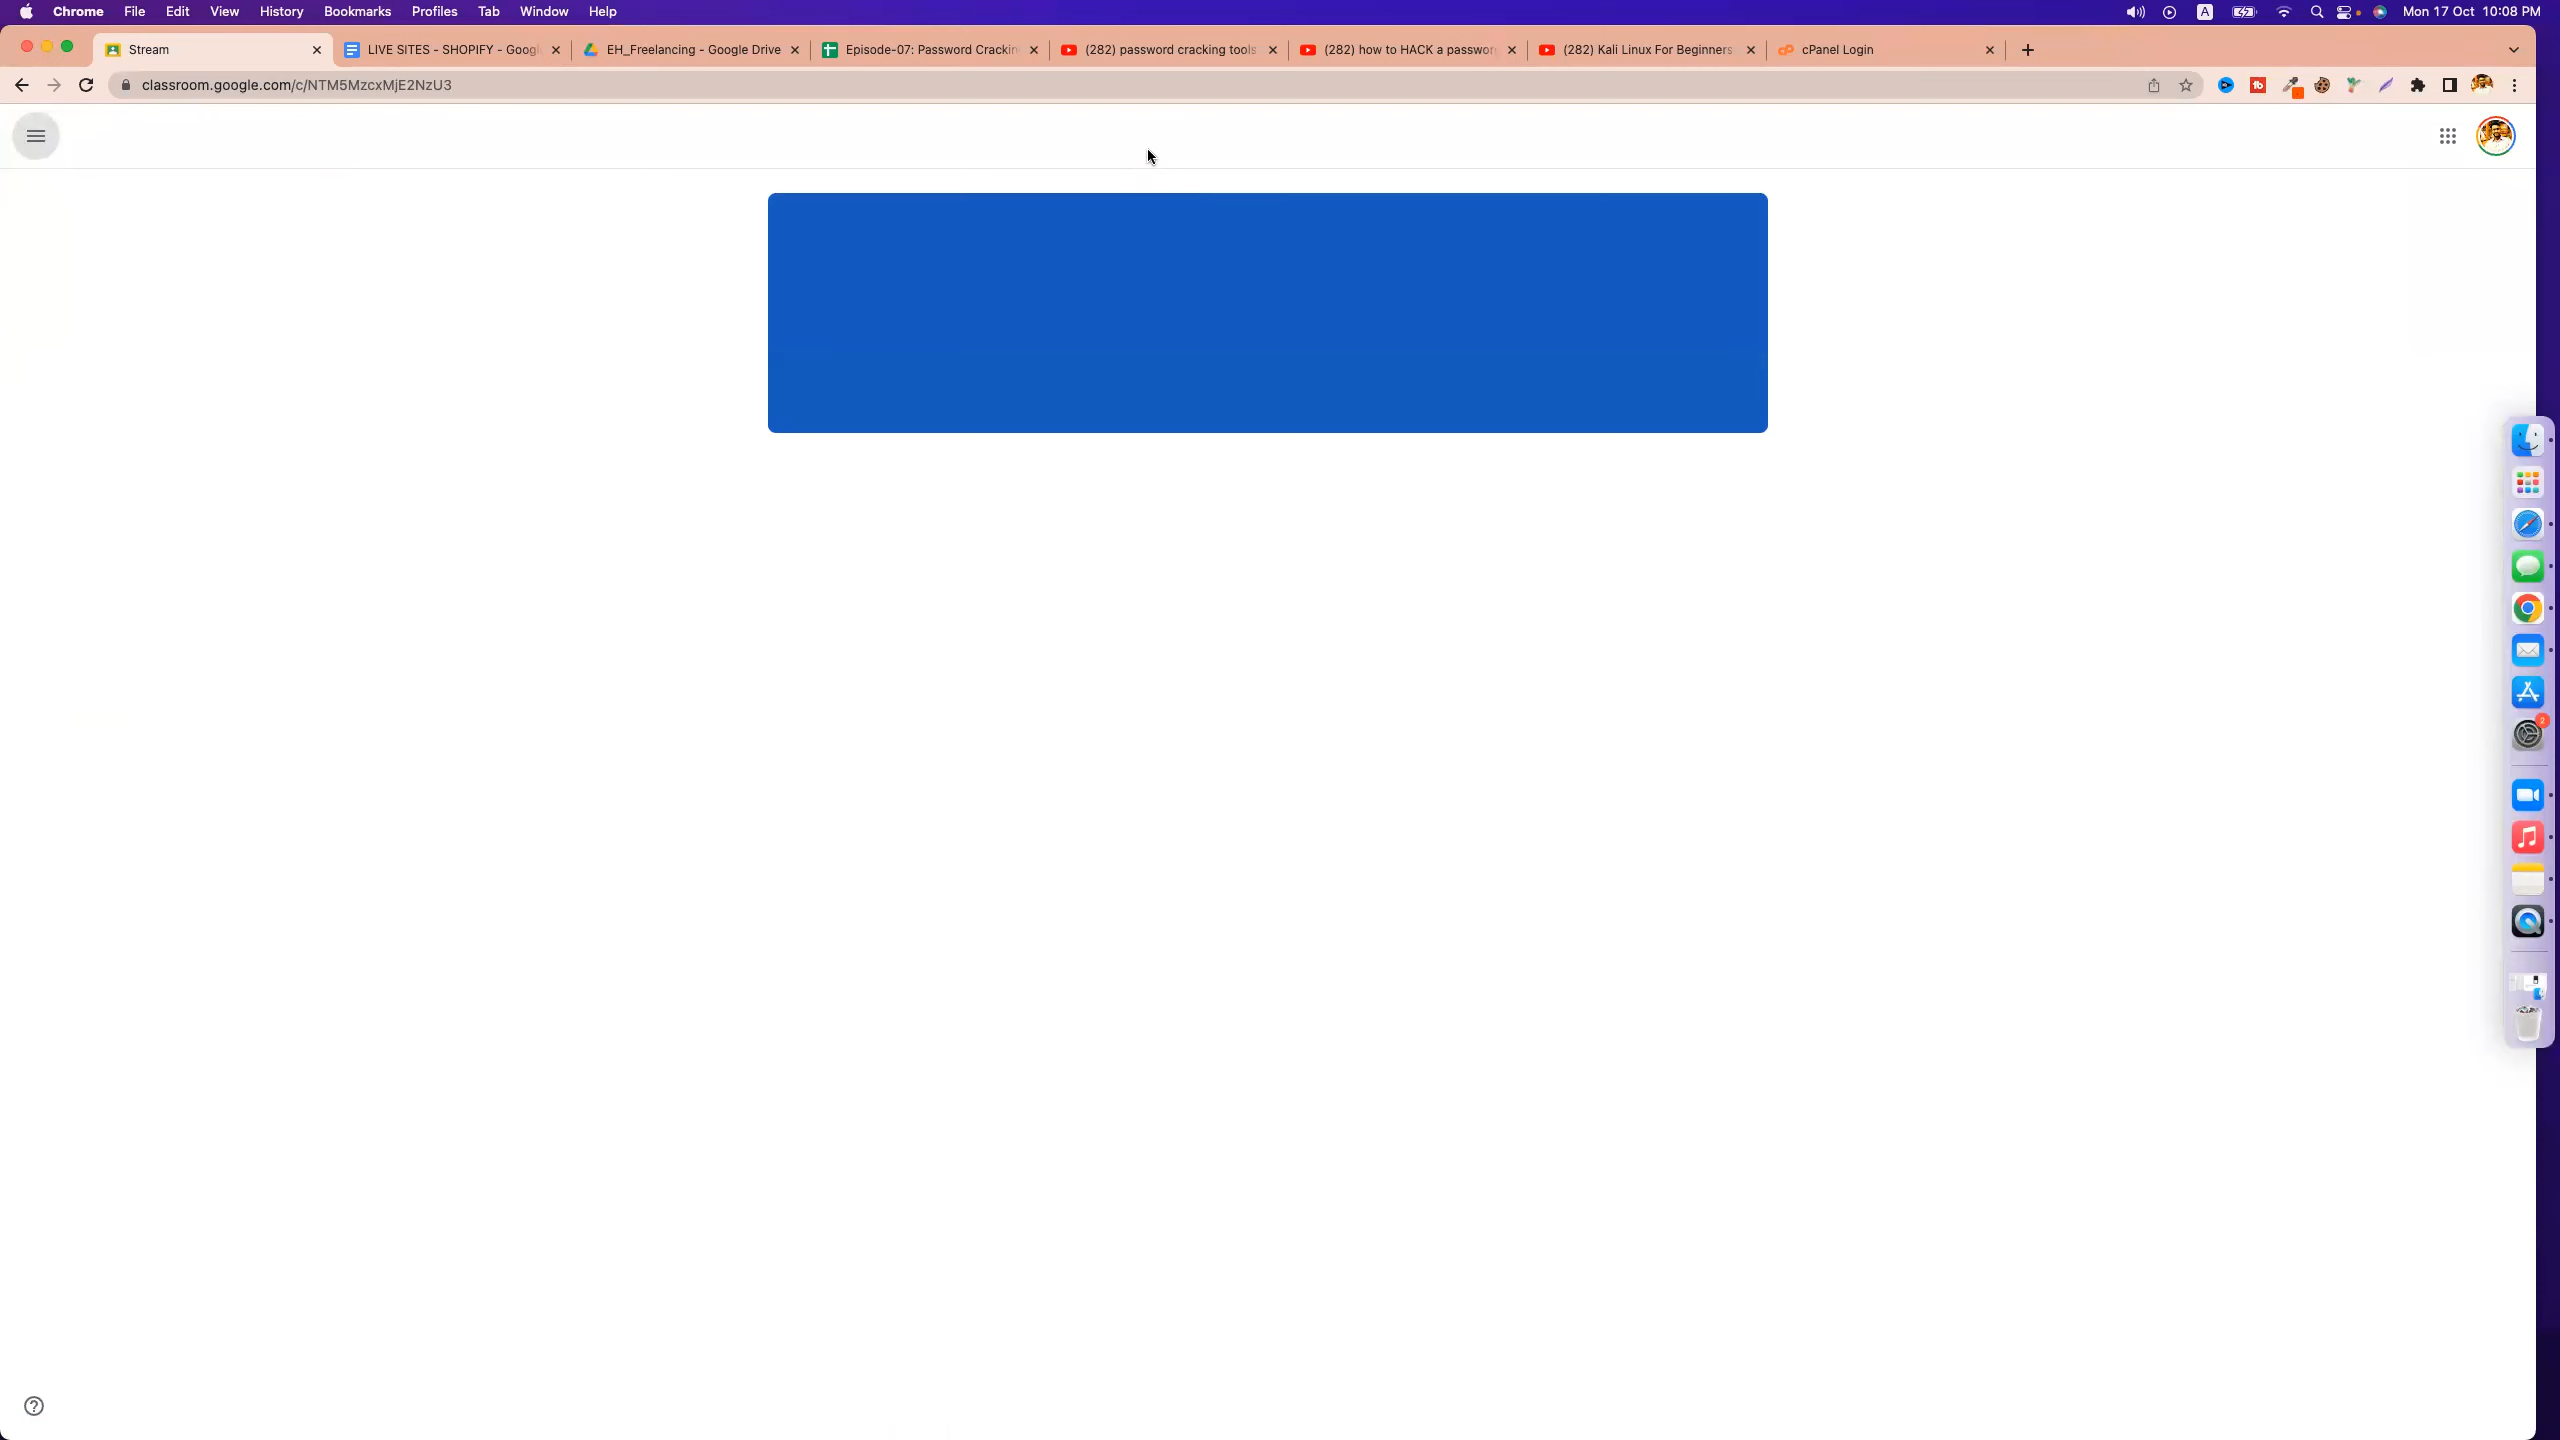 Chrome File Edit View History Bookmarks Profiles Tab Window Help A Mon 17 Oct 10:08 PM
Stream LIVE SITES - SHOPIFY - Googl EH_Freelancing - Google Drive Episode-07: Password Crackin (282) password cracking tools (282) how to HACK a passwor (282) Kali Linux For Beginners cPanel Login
classroom.google.com/c/NTM5MzcxMjE2NzU3
2